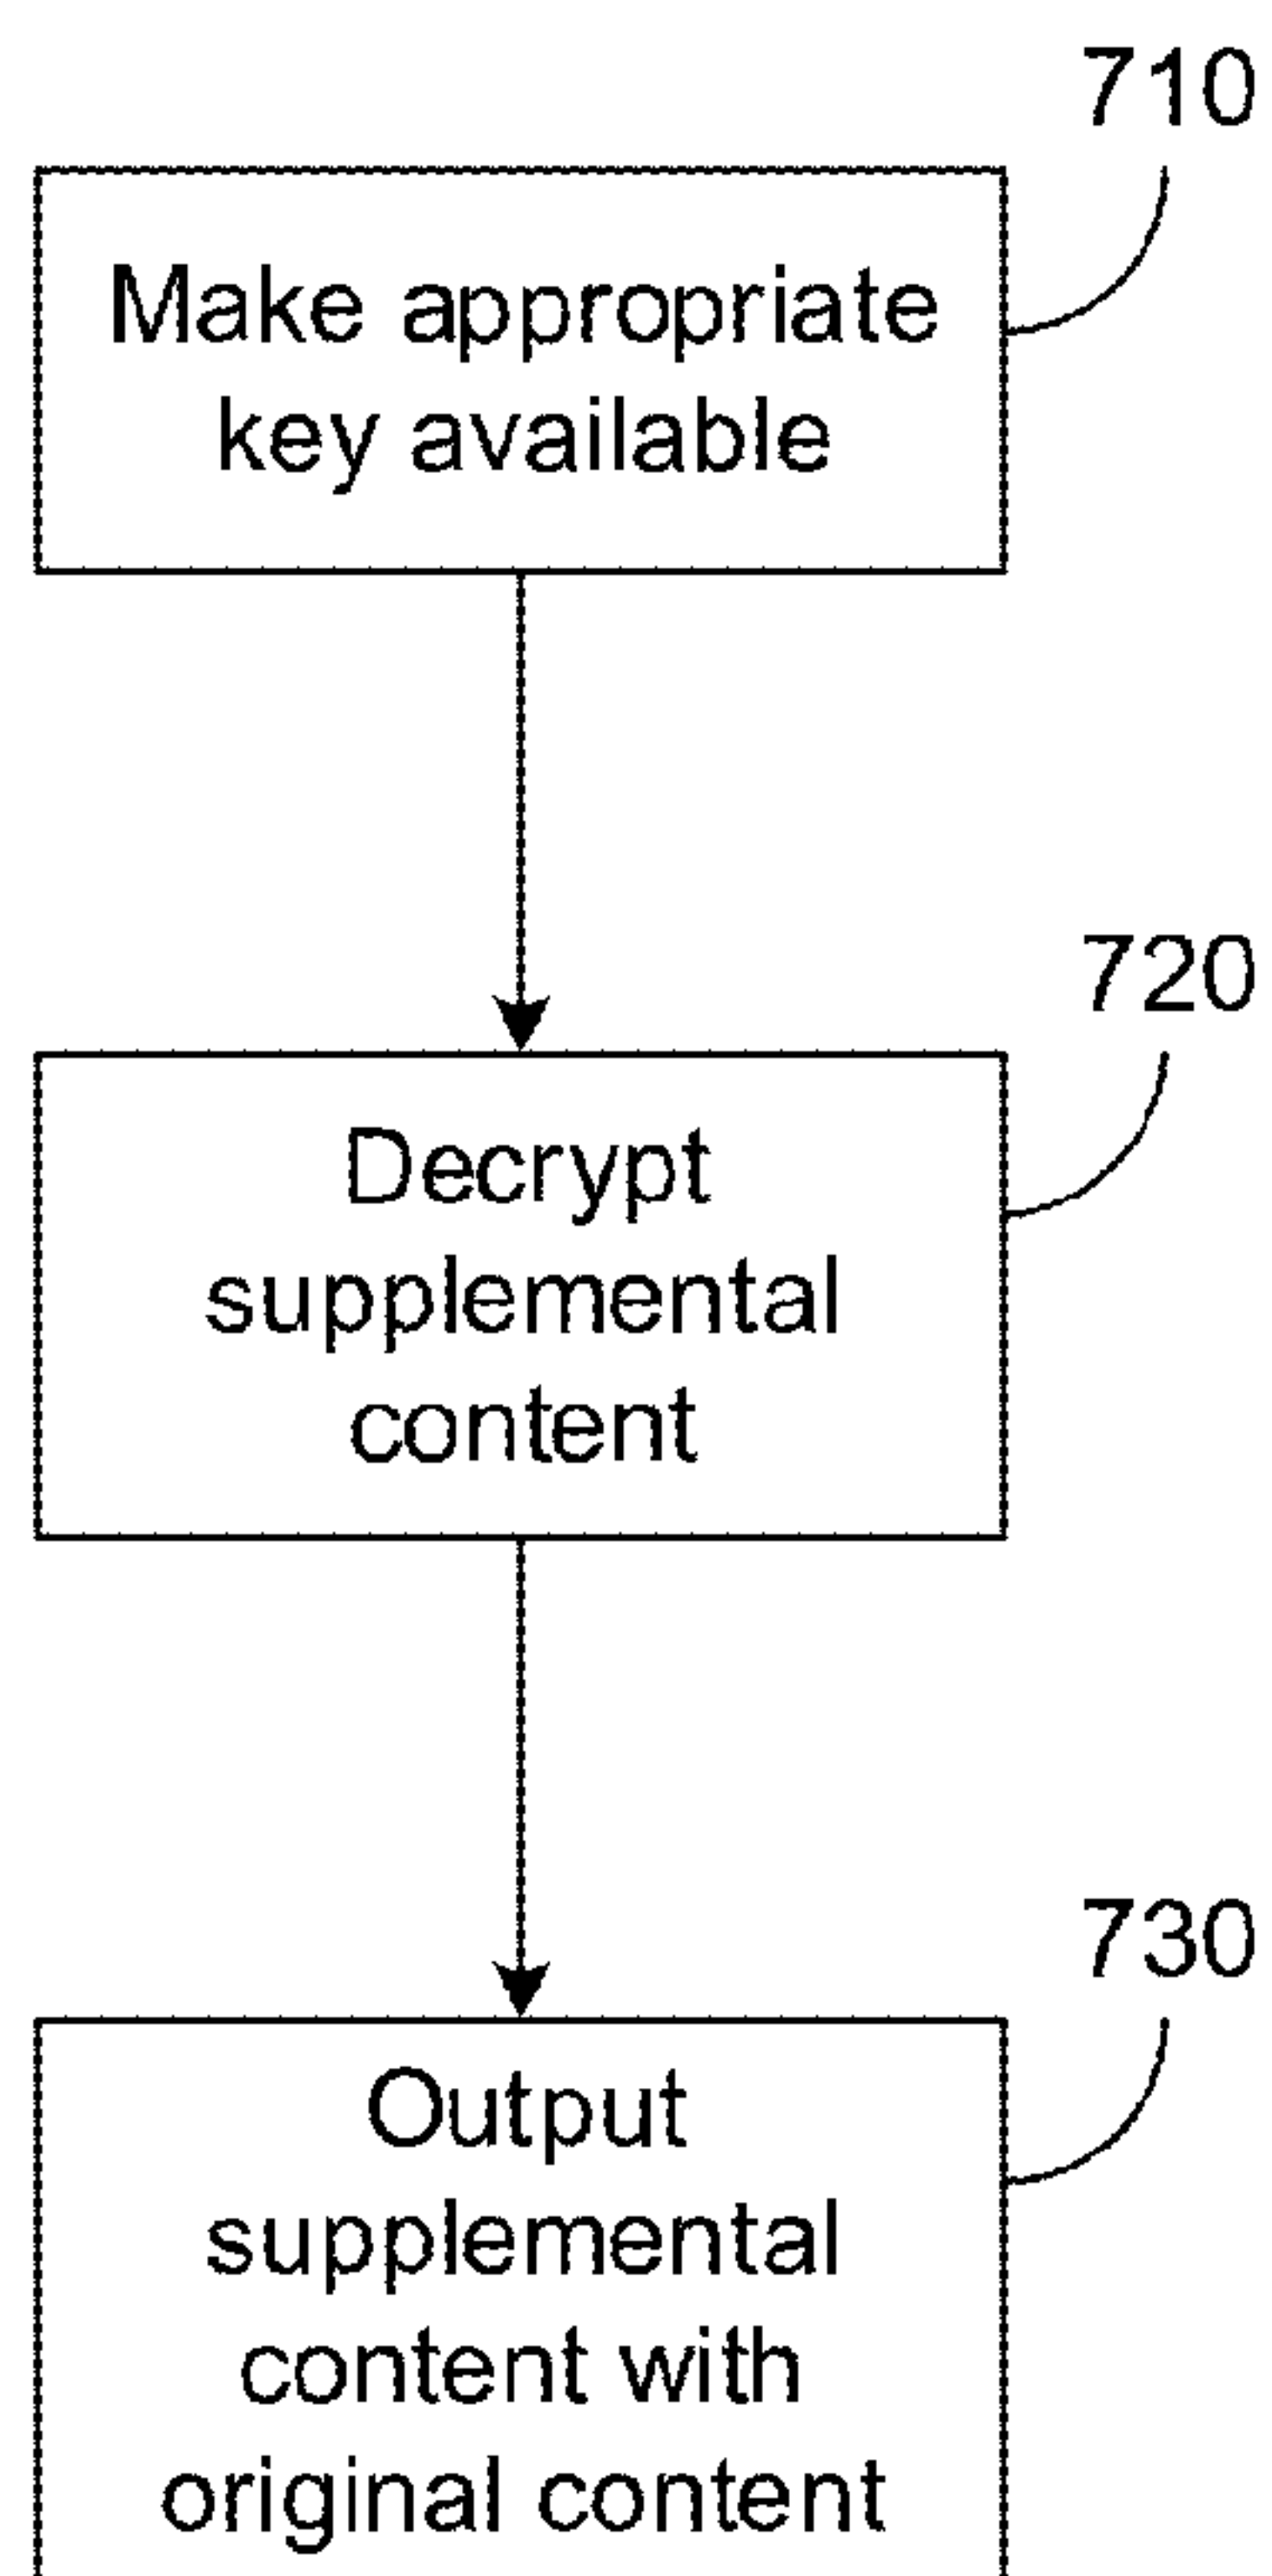 710
Make appropriate
key available
720
Decrypt
supplemental
content
730
Output
supplemental
content with
original content